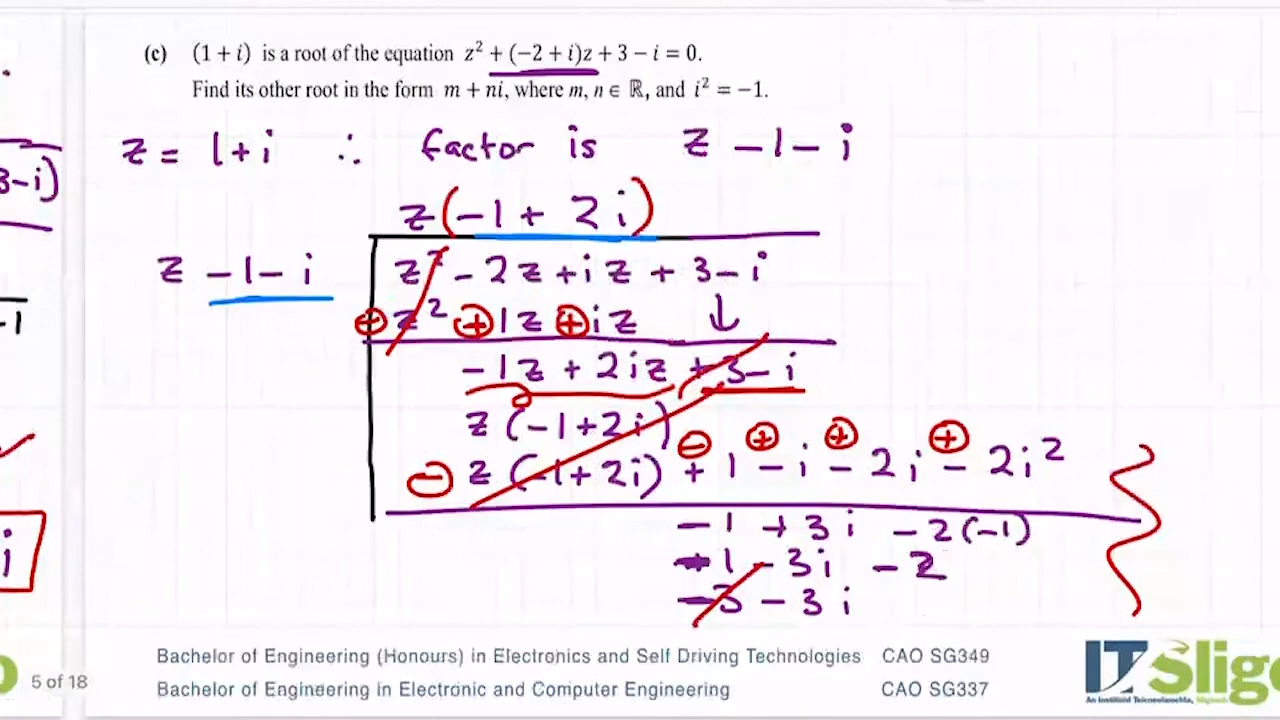 (c) (1 + i) is a root of the equation z² + (−2 + i)z + 3 − i = 0.
Find its other root in the form m + ni, where m, n ∈ ℝ, and i² = −1.
z = 1+i ∴ factor is z −1− i
3−i)
z(−1 + 2i)
z −1− i
z² − 2z + iz + 3− i
−1
⊖ z² ⊕ 1z ⊕ iz ↓
−1z + 2iz + 3− i
z (−1+2i)
⊖ z (−1+2i) + 1 − i − 2i − 2i²
⊖ ⊕ ⊕ ⊕
−1 + 3i − 2(−1)
i
1 − 3i − 2
−3 − 3i
Bachelor of Engineering (Honours) in Electronics and Self Driving Technologies CAO SG349
Bachelor of Engineering in Electronic and Computer Engineering CAO SG337
5 of 18
IT Slig